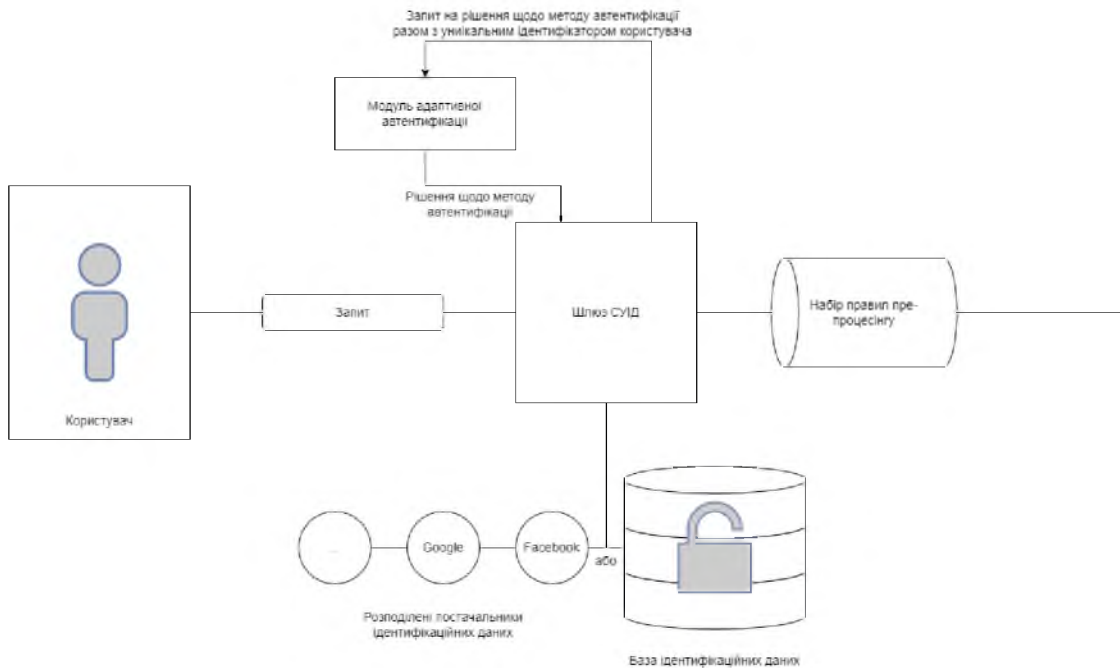 Запит на рішення щодо методу автентифікації
разом з унікальним ідентифікатором користувача
Модуль адаптивної
автентифікації
Рішення щодо методу
автентифікації
Користувач
Запит
Шлюз СУІД
Набір правил пре-
процесінгу
...
Google
Facebook
або
Розподілені постачальники
ідентифікаційних даних
База ідентифікаційних даних